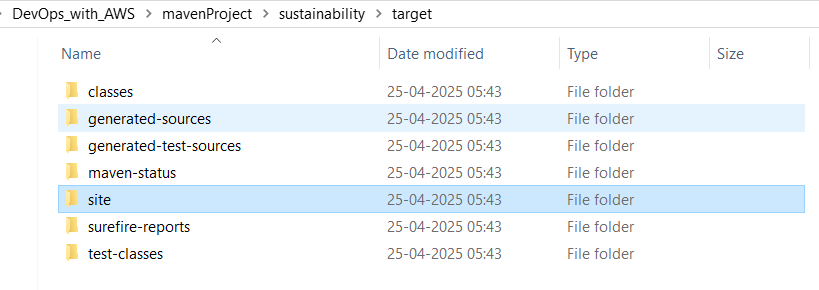 DevOps_with_AWS > mavenProject > sustainability > target
Name Date modified Type Size
classes 25-04-2025 05:43 File folder
generated-sources 25-04-2025 05:43 File folder
generated-test-sources 25-04-2025 05:43 File folder
maven-status 25-04-2025 05:43 File folder
site 25-04-2025 05:43 File folder
surefire-reports 25-04-2025 05:43 File folder
test-classes 25-04-2025 05:43 File folder